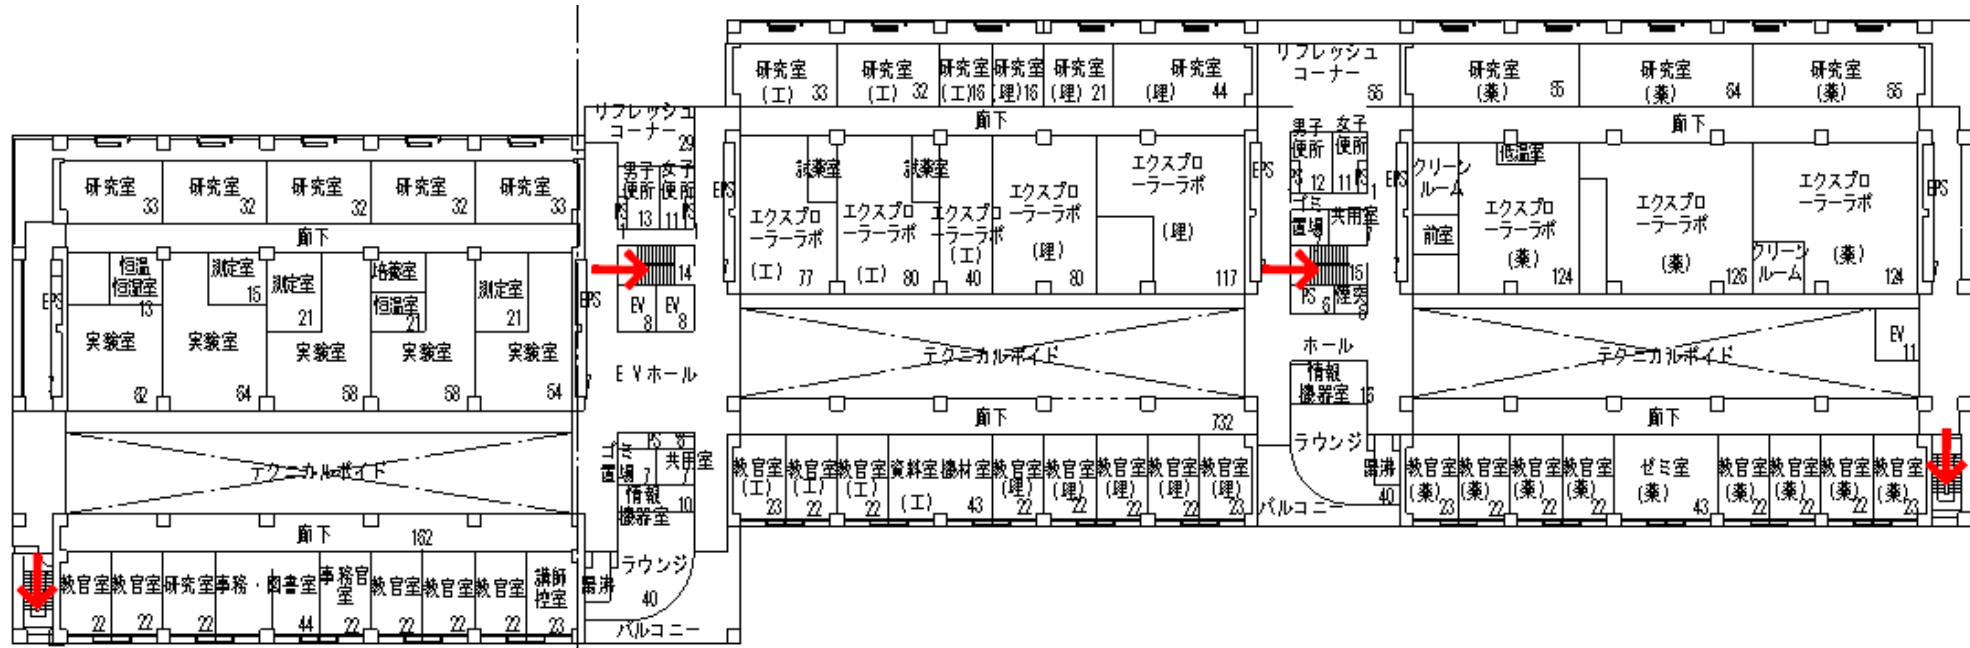 研究室
(工) 33
研究室
(工) 32
研究室
(工)16
研究室
(理)16
研究室
(理) 21
研究室
(理) 44
リフレッシュ
コーナー
研究室
(薬)
研究室
(薬)
研究室
(薬)
廊下
廊下
リフレッシュ
コーナー
29
男子
便所
13
女子
便所
11
EPS
試薬室
エクスプロ
ーラーラボ
(工) 77
試薬室
エクスプロ
ーラーラボ
(工) 80
エクスプロ
ーラーラボ
(工)
40
エクスプロ
ーラーラボ
(理)
80
エクスプロ
ーラーラボ
(理)
117
EPS
男子
便所
PS 12
女子
便所
11 PS
ゴミ
置場
共用室
7
EPS
クリーン
ルーム
前室
低温室
エクスプロ
ーラーラボ
(薬)
124
エクスプロ
ーラーラボ
(薬)
126
エクスプロ
ーラーラボ
(薬)
124
クリーン
ルーム
EPS
研究室
33
研究室
32
研究室
32
研究室
32
研究室
33
廊下
14
EV
8
EV
8
15
PS 6
煙突
EPS
恒温
恒湿室
13
測定室
15
測定室
21
培養室
恒温室
21
測定室
21
EPS
実験室
実験室
実験室
実験室
実験室
EVホール
テクニカルボイド
ホール
情報
機器室 16
テクニカルボイド
EV
11
廊下 732
廊下
ラウンジ
テクニカルボイド
PS 8
ゴミ
置場 7
共用室
7
情報
機器室 10
教官室
(工)
23
教官室
(工)
22
教官室
(工)
22
資料室
機材室
(工) 43
教官室
(理)
22
教官室
(理)
22
教官室
(理)
22
教官室
(理)
22
教官室
(理)
23
バルコニー
湯沸
40
教官室
(薬)
23
教官室
(薬)
22
教官室
(薬)
22
教官室
(薬)
22
ゼミ室
(薬) 43
教官室
(薬)
22
教官室
(薬)
22
教官室
(薬)
22
教官室
(薬)
23
廊下 162
教官室
22
教官室
22
研究室
22
事務・図書室
44
事務官
室
22
教官室
22
教官室
22
教官室
22
講師
控室
23
湯沸
ラウンジ
40
バルコニー